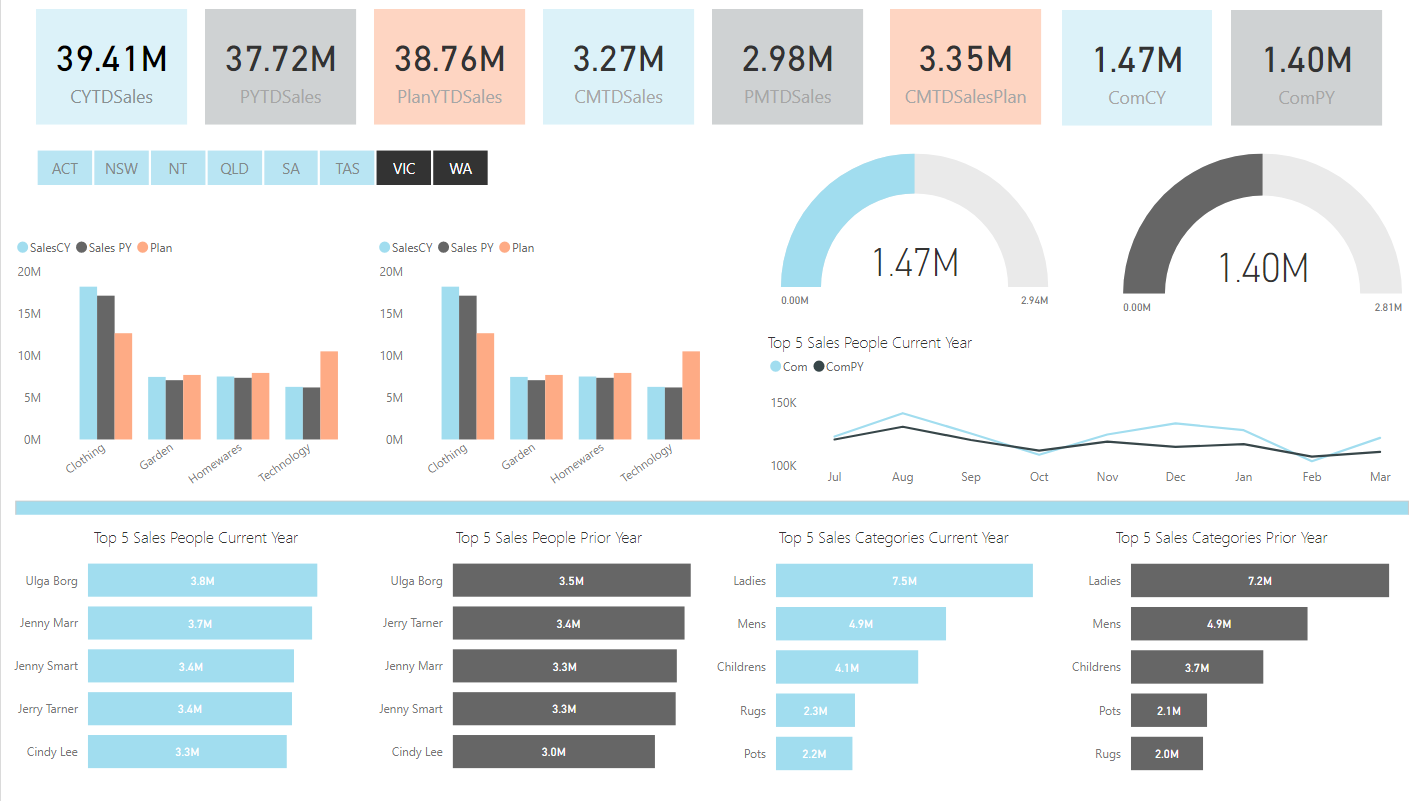 39.41M
CYTDSales
37.72M
PYTDSales
38.76M
PlanYTDSales
3.27M
CMTDSales
2.98M
PMTDSales
3.35M
CMTDSalesPlan
1.47M
ComCY
1.40M
ComPY
ACT NSW NT QLD SA TAS VIC WA
SalesCY Sales PY Plan
20M
15M
10M
5M
0M
Clothing Garden Homewares Technology
SalesCY Sales PY Plan
20M
15M
10M
5M
0M
Clothing Garden Homewares Technology
1.47M
0.00M 2.94M
1.40M
0.00M 2.81M
Top 5 Sales People Current Year
Com ComPY
150K
100K
Jul Aug Sep Oct Nov Dec Jan Feb Mar
Top 5 Sales People Current Year
Ulga Borg 3.8M
Jenny Marr 3.7M
Jenny Smart 3.4M
Jerry Tarner 3.4M
Cindy Lee 3.3M
Top 5 Sales People Prior Year
Ulga Borg 3.5M
Jerry Tarner 3.4M
Jenny Marr 3.3M
Jenny Smart 3.3M
Cindy Lee 3.0M
Top 5 Sales Categories Current Year
Ladies 7.5M
Mens 4.9M
Childrens 4.1M
Rugs 2.3M
Pots 2.2M
Top 5 Sales Categories Prior Year
Ladies 7.2M
Mens 4.9M
Childrens 3.7M
Pots 2.1M
Rugs 2.0M